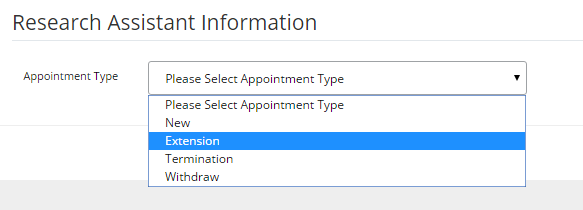 Research Assistant Information
Appointment Type
Please Select Appointment Type
Please Select Appointment Type
New
Extension
Termination
Withdraw